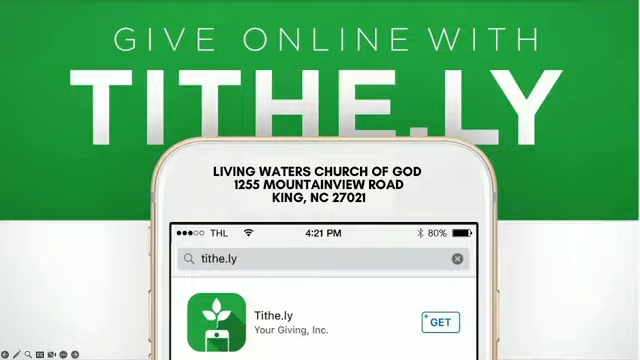 GIVE ONLINE WITH
TITHE.LY
LIVING WATERS CHURCH OF GOD
1255 MOUNTAINVIEW ROAD
KING, NC 27021
THL 4:21 PM 80%
tithe.ly
Tithe.ly
Your Giving, Inc.
+ GET